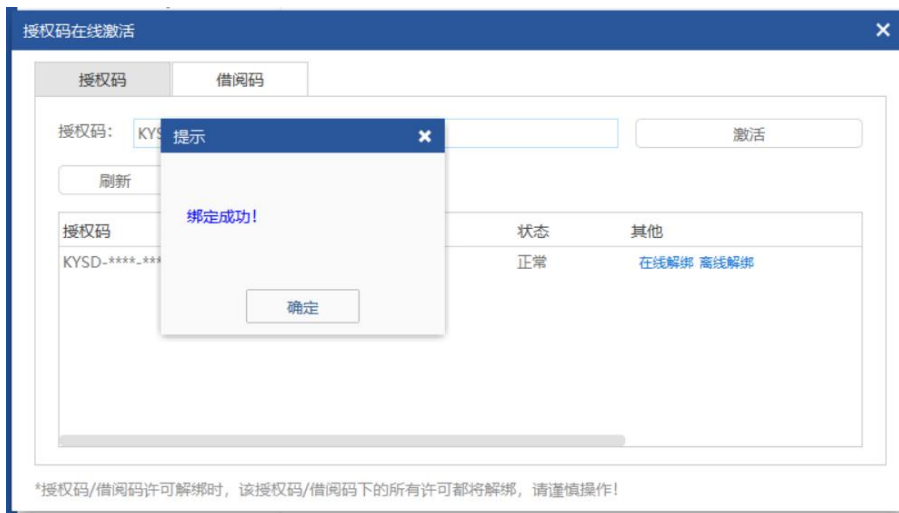 授权码在线激活
授权码 借阅码
授权码: KYS 激活
提示
刷新
绑定成功!
授权码 状态 其他
KYSD-****-*** 正常 在线解绑 离线解绑
确定
*授权码/借阅码许可解绑时，该授权码/借阅码下的所有许可都将解绑，请谨慎操作!